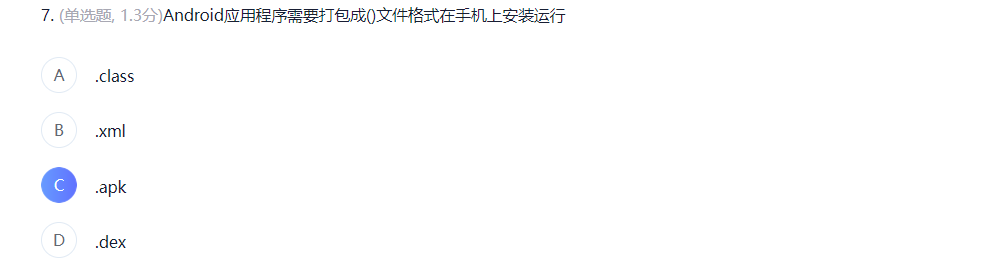 7. (单选题, 1.3分)Android应用程序需要打包成()文件格式在手机上安装运行
A .class
B .xml
C .apk
D .dex